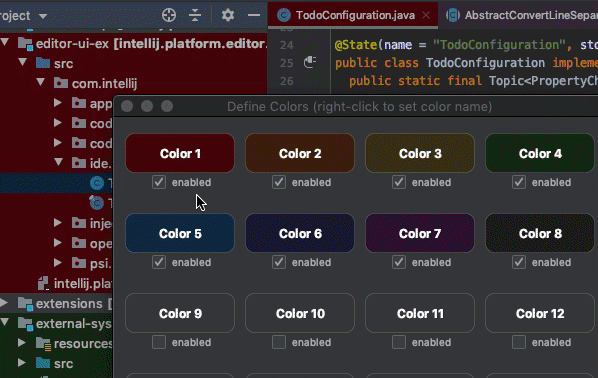 roject
TodoConfiguration.java
AbstractConvertLineSepar
editor-ui-ex [intellij.platform.editor.
24 @State(name = "TodoConfiguration", sto
src
25 public class TodoConfiguration impleme
com.intellij
26 public static final Topic<PropertyCh
app
cod
cod
ide.
T
T
inje
ope
psi.
intellij.pla
extensions [
external-sys
resources
src
Define Colors (right-click to set color name)
Color 1 Color 2 Color 3 Color 4
enabled enabled enabled enabled
Color 5 Color 6 Color 7 Color 8
enabled enabled enabled enabled
Color 9 Color 10 Color 11 Color 12
enabled enabled enabled enabled